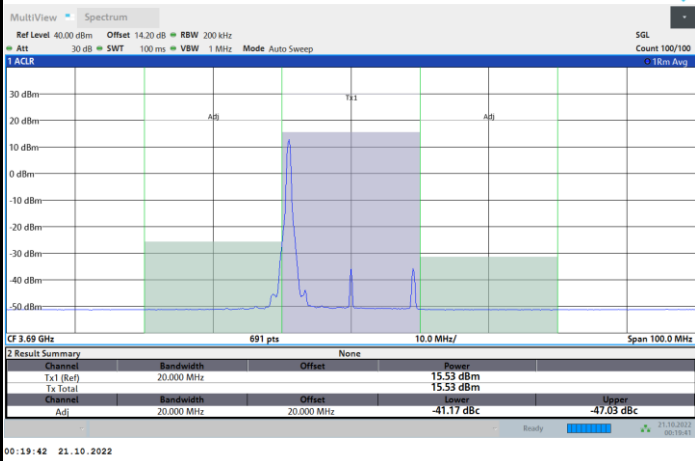 MultiView Spectrum
Ref Level 40.00 dBm Offset 14.20 dB RBW 200 kHz SGL
Att 30 dB SWT 100 ms VBW 1 MHz Mode Auto Sweep Count 100/100
1 ACLR 1Rm Avg
30 dBm
Tx1
20 dBm Adj Adj
10 dBm
0 dBm
-10 dBm
-20 dBm
-30 dBm
-40 dBm
-50 dBm
CF 3.69 GHz 691 pts 10.0 MHz/ Span 100.0 MHz
2 Result Summary None
Channel Bandwidth Offset Power
Tx1 (Ref) 20.000 MHz 15.53 dBm
Tx Total 15.53 dBm
Channel Bandwidth Offset Lower Upper
Adj 20.000 MHz 20.000 MHz -41.17 dBc -47.03 dBc
Ready 21.10.2022
00:19:41
00:19:42 21.10.2022